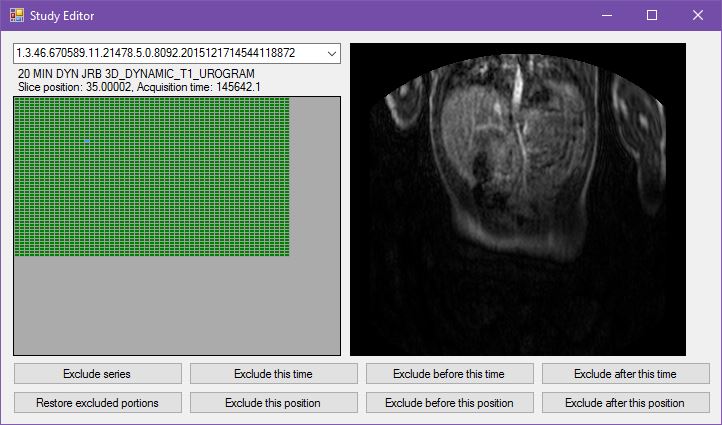 Study Editor
1.3.46.670589.11.21478.5.0.8092.2015121714544118872
20 MIN DYN JRB 3D_DYNAMIC_T1_UROGRAM
Slice position: 35.00002, Acquisition time: 145642.1
Exclude series
Exclude this time
Exclude before this time
Exclude after this time
Restore excluded portions
Exclude this position
Exclude before this position
Exclude after this position